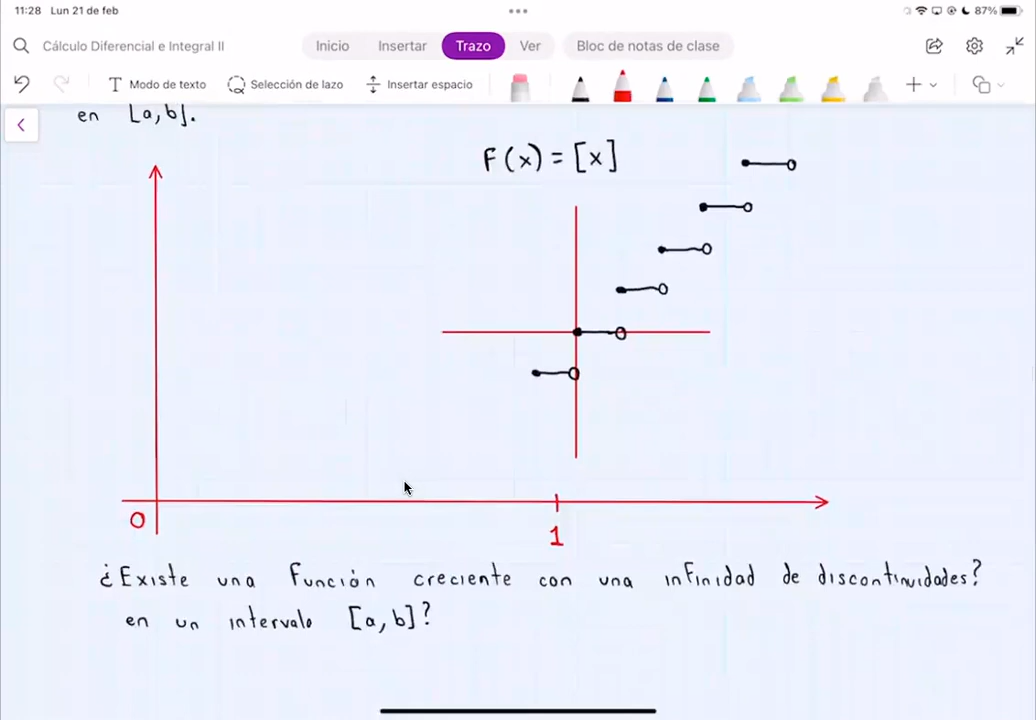 11:28 Lun 21 de feb
87%
Cálculo Diferencial e Integral II
Inicio Insertar Trazo Ver Bloc de notas de clase
Modo de texto Selección de lazo Insertar espacio
en [a,b].
F(x) = [x]
0
1
¿Existe una función creciente con una infinidad de discontinuidades?
en un intervalo [a,b]?